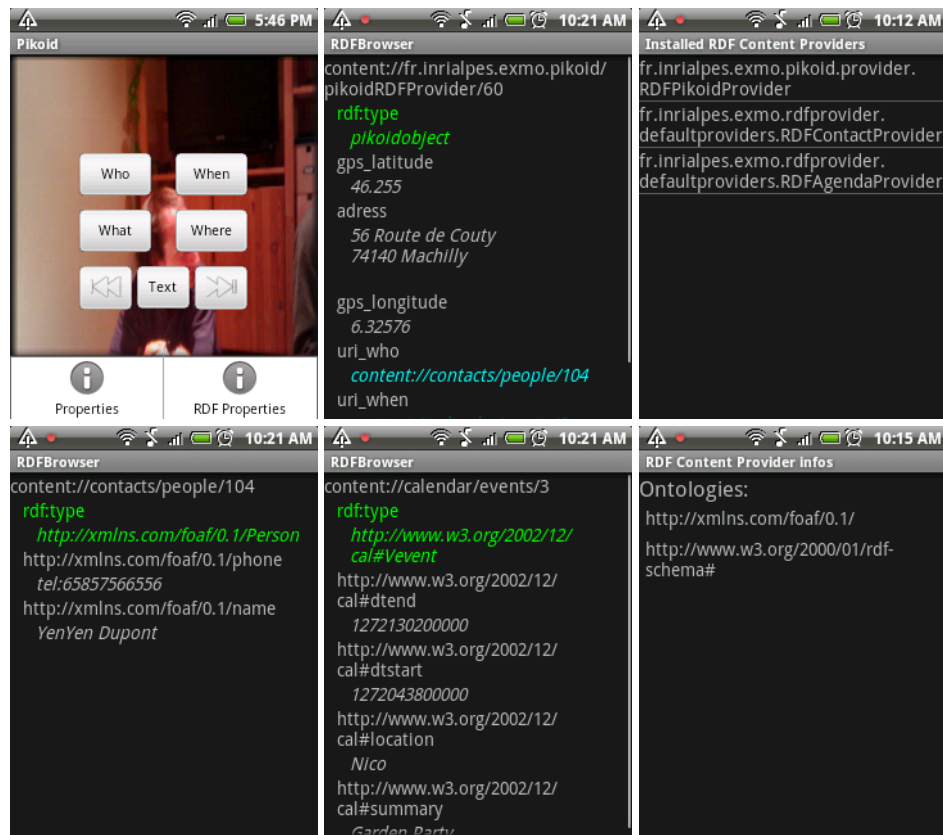 5:46 PM
Pikoid
Who
When
What
Where
Text
Properties
RDF Properties
10:21 AM
RDFBrowser
content://fr.inrialpes.exmo.pikoid/
pikoidRDFProvider/60
rdf:type
pikoidobject
gps_latitude
46.255
adress
56 Route de Couty
74140 Machilly
gps_longitude
6.32576
uri_who
content://contacts/people/104
uri_when
10:12 AM
Installed RDF Content Providers
fr.inrialpes.exmo.pikoid.provider.
RDFPikoidProvider
fr.inrialpes.exmo.rdfprovider.
defaultproviders.RDFContactProvider
fr.inrialpes.exmo.rdfprovider.
defaultproviders.RDFAgendaProvider
10:21 AM
RDFBrowser
content://contacts/people/104
rdf:type
http://xmlns.com/foaf/0.1/Person
http://xmlns.com/foaf/0.1/phone
tel:65857566556
http://xmlns.com/foaf/0.1/name
YenYen Dupont
10:21 AM
RDFBrowser
content://calendar/events/3
rdf:type
http://www.w3.org/2002/12/
cal#Vevent
http://www.w3.org/2002/12/
cal#dtend
1272130200000
http://www.w3.org/2002/12/
cal#dtstart
1272043800000
http://www.w3.org/2002/12/
cal#location
Nico
http://www.w3.org/2002/12/
cal#summary
Garden Party
10:15 AM
RDF Content Provider infos
Ontologies:
http://xmlns.com/foaf/0.1/
http://www.w3.org/2000/01/rdf-
schema#